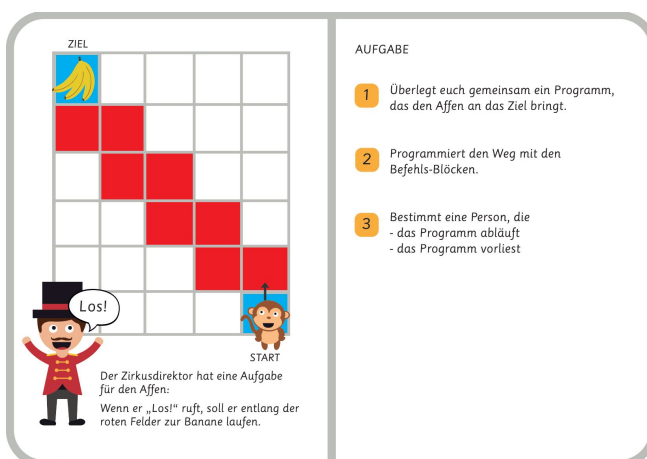 ZIEL
Los!
START
Der Zirkusdirektor hat eine Aufgabe
für den Affen:
Wenn er „Los!“ ruft, soll er entlang der
roten Felder zur Banane laufen.
AUFGABE
1 Überlegt euch gemeinsam ein Programm,
das den Affen an das Ziel bringt.
2 Programmiert den Weg mit den
Befehls-Blöcken.
3 Bestimmt eine Person, die
- das Programm abläuft
- das Programm vorliest